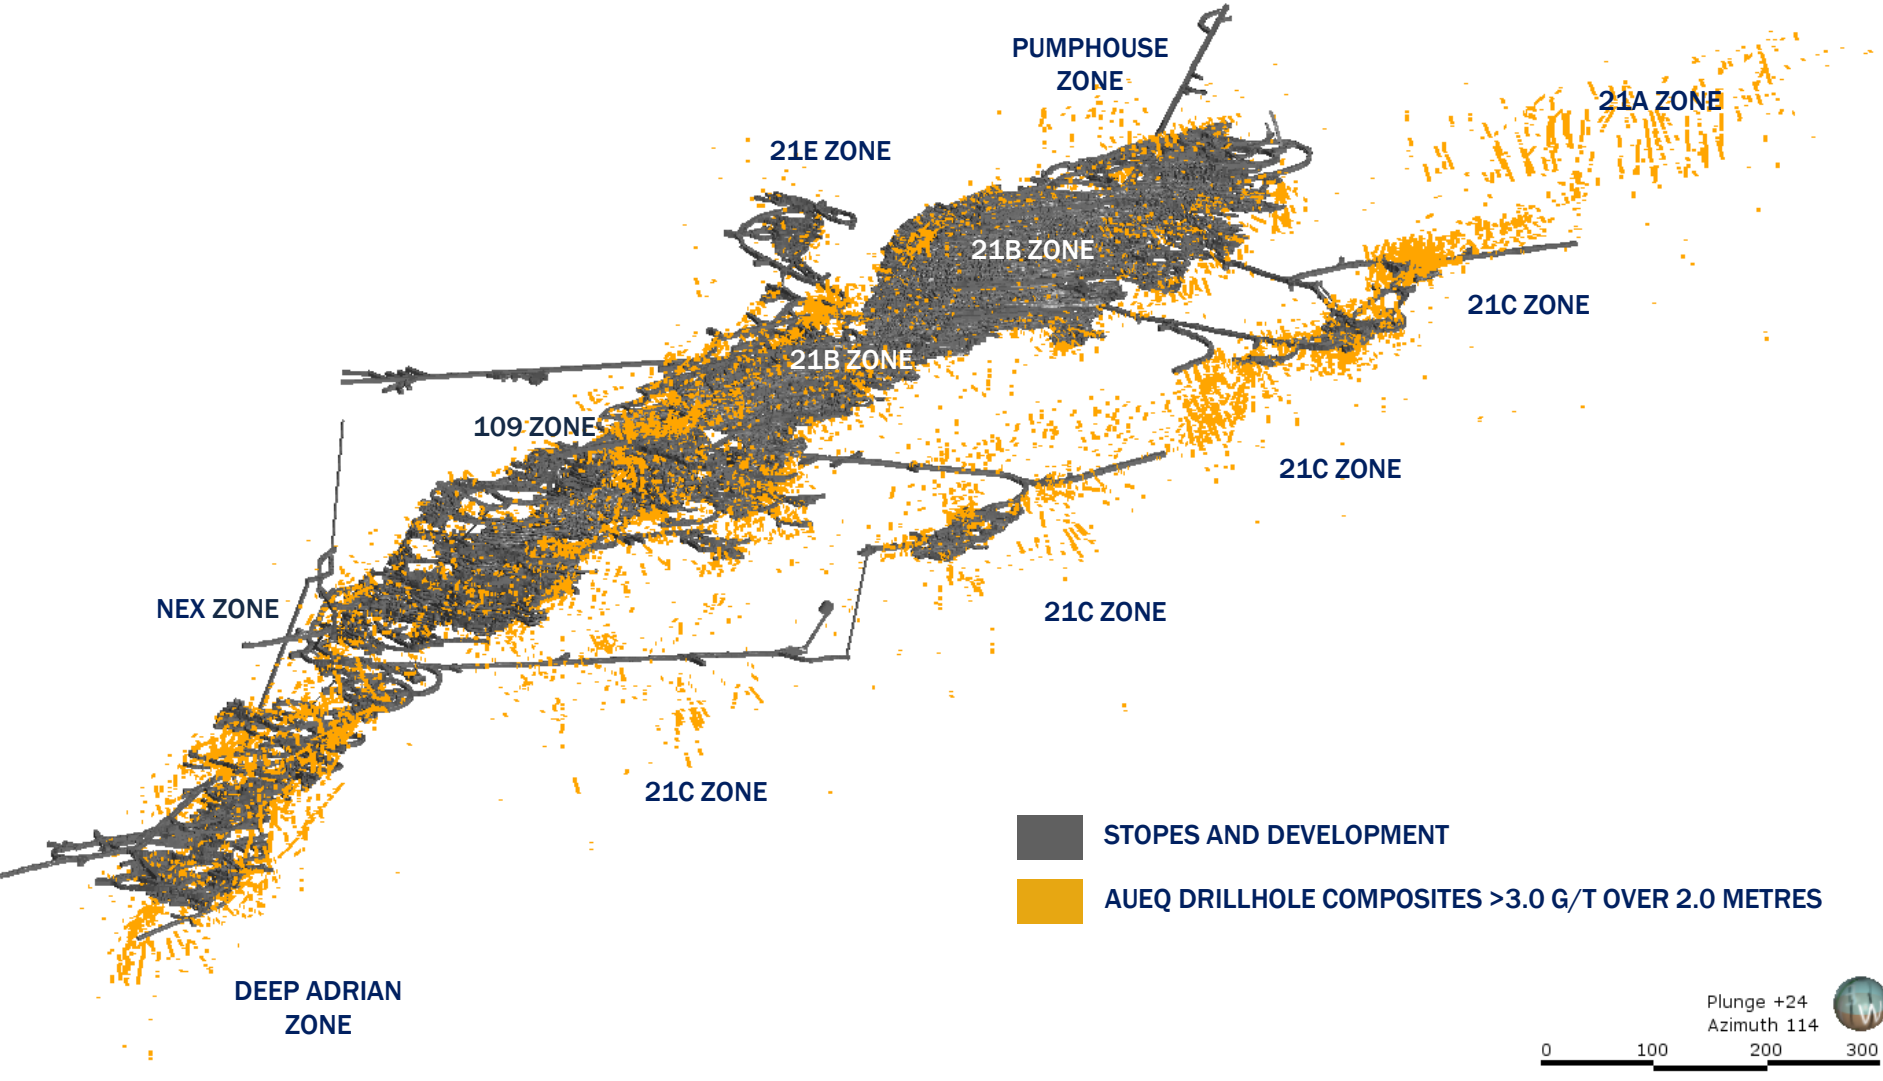 PUMPHOUSE
ZONE
21A ZONE
21E ZONE
21B ZONE
21C ZONE
21B ZONE
109 ZONE
21C ZONE
NEX ZONE
21C ZONE
21C ZONE
STOPES AND DEVELOPMENT
AUEQ DRILLHOLE COMPOSITES >3.0 G/T OVER 2.0 METRES
DEEP ADRIAN
ZONE
Plunge +24
Azimuth 114
W
0 100 200 300